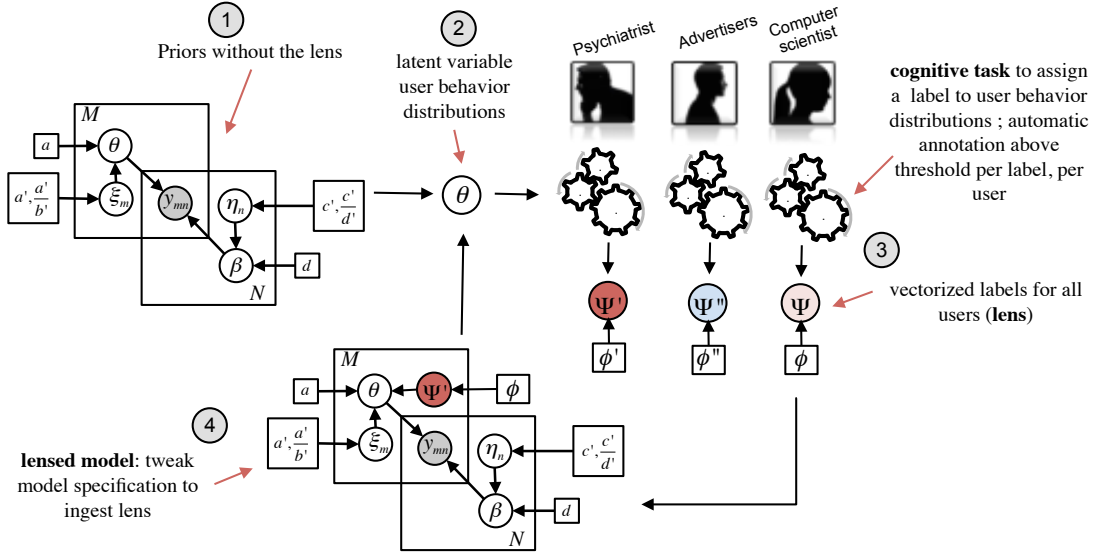 1
Priors without the lens
2
latent variable
user behavior
distributions
Psychiatrist
Advertisers
Computer
scientist
cognitive task to assign
a label to user behavior
distributions ; automatic
annotation above
threshold per label, per
user
M
a
θ
a', a'/b'
ξm
ymn
ηn
c', c'/d'
β
d
N
θ
3
Ψ'
Ψ"
Ψ
vectorized labels for all
users (lens)
ϕ'
ϕ"
ϕ
4
lensed model: tweak
model specification to
ingest lens
M
a
θ
Ψ'
ϕ
a', a'/b'
ξm
ymn
ηn
c', c'/d'
β
d
N